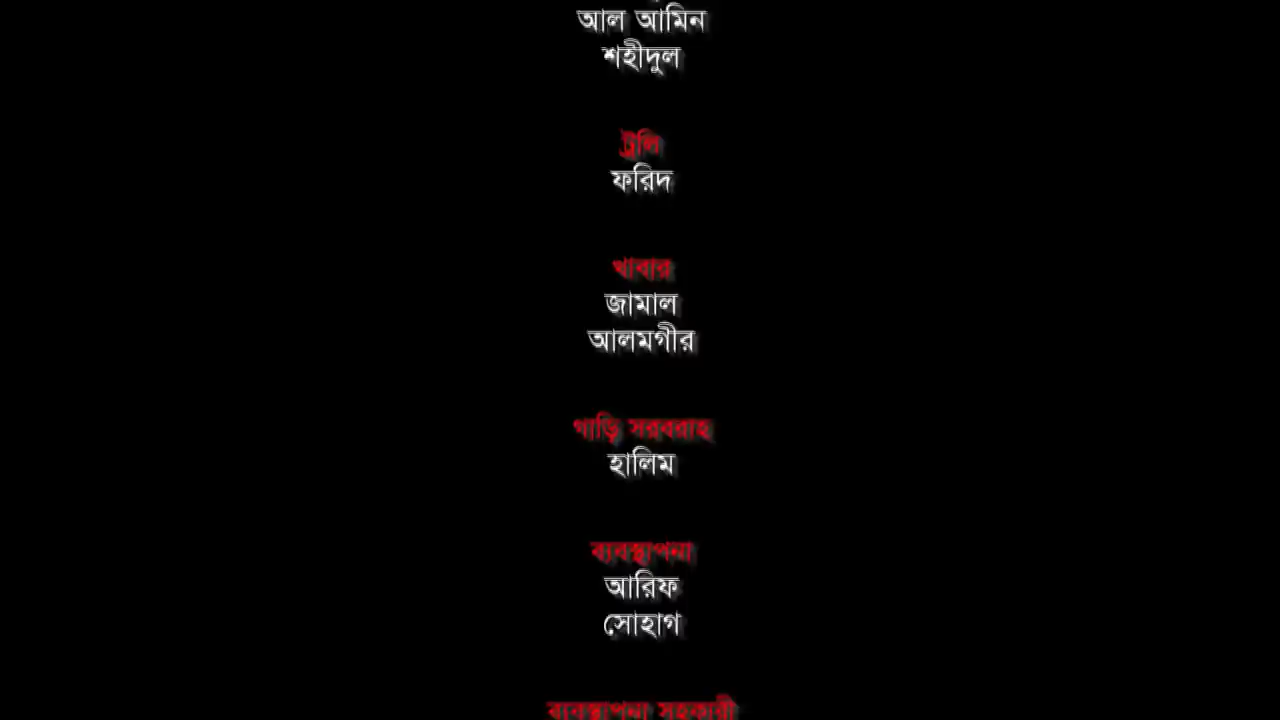 আল আমিন
শহীদুল
ট্রলি
ফরিদ
খাবার
জামাল
আলমগীর
গাড়ি সরবরাহ
হালিম
ব্যবস্থাপনা
আরিফ
সোহাগ
ব্যবস্থাপনা সহকারী